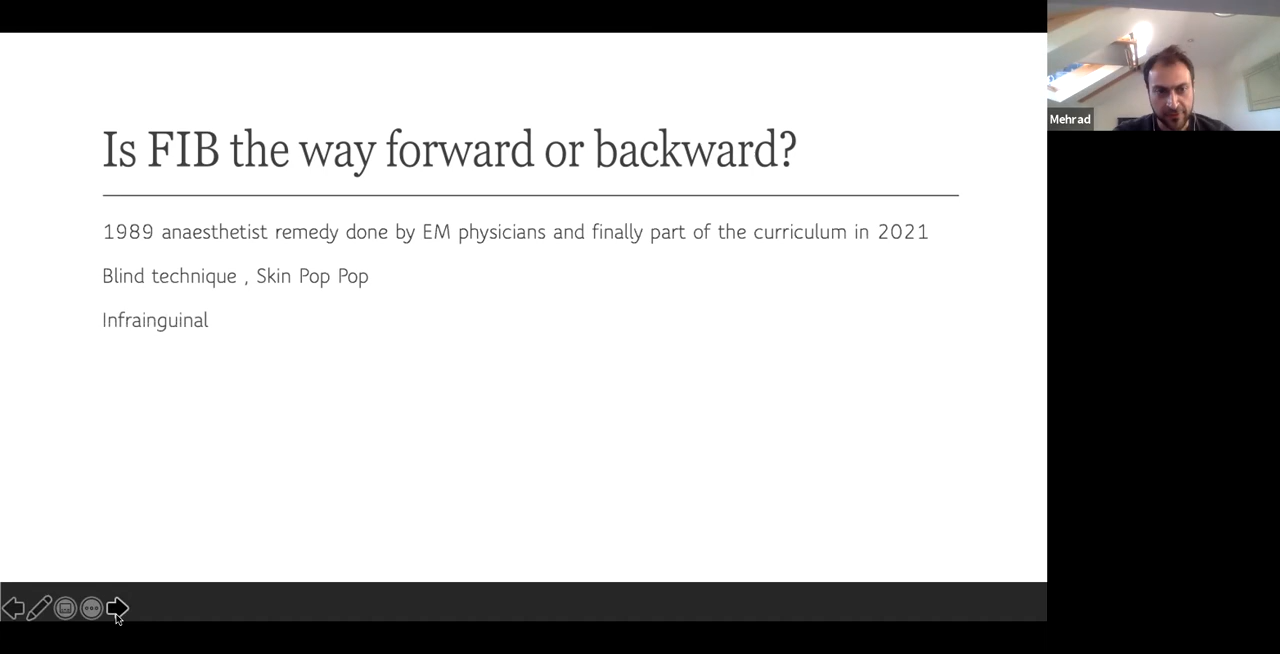 Is FIB the way forward or backward?
1989 anaesthetist remedy done by EM physicians and finally part of the curriculum in 2021
Blind technique , Skin Pop Pop
Infrainguinal
Mehrad